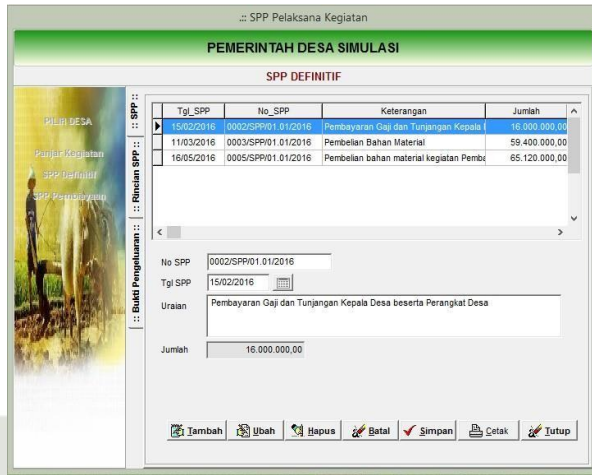 .:: SPP Pelaksana Kegiatan
PEMERINTAH DESA SIMULASI
SPP DEFINITIF
PILIH DESA
Panjar Kegiatan
SPP Definitif
SPP Pembiayaan
:: SPP ::
:: Rincian SPP ::
:: Bukti Pengeluaran ::
Tgl_SPP No_SPP Keterangan Jumlah
15/02/2016 0002/SPP/01.01/2016 Pembayaran Gaji dan Tunjangan Kepala 16.000.000,00
11/03/2016 0003/SPP/01.01/2016 Pembelian Bahan Material 59.400.000,00
16/05/2016 0005/SPP/01.01/2016 Pembelian bahan material kegiatan Pemba 65.120.000,00
No SPP 0002/SPP/01.01/2016
Tgl SPP 15/02/2016
Uraian Pembayaran Gaji dan Tunjangan Kepala Desa beserta Perangkat Desa
Jumlah 16.000.000,00
Tambah Ubah Hapus Batal Simpan Cetak Tutup